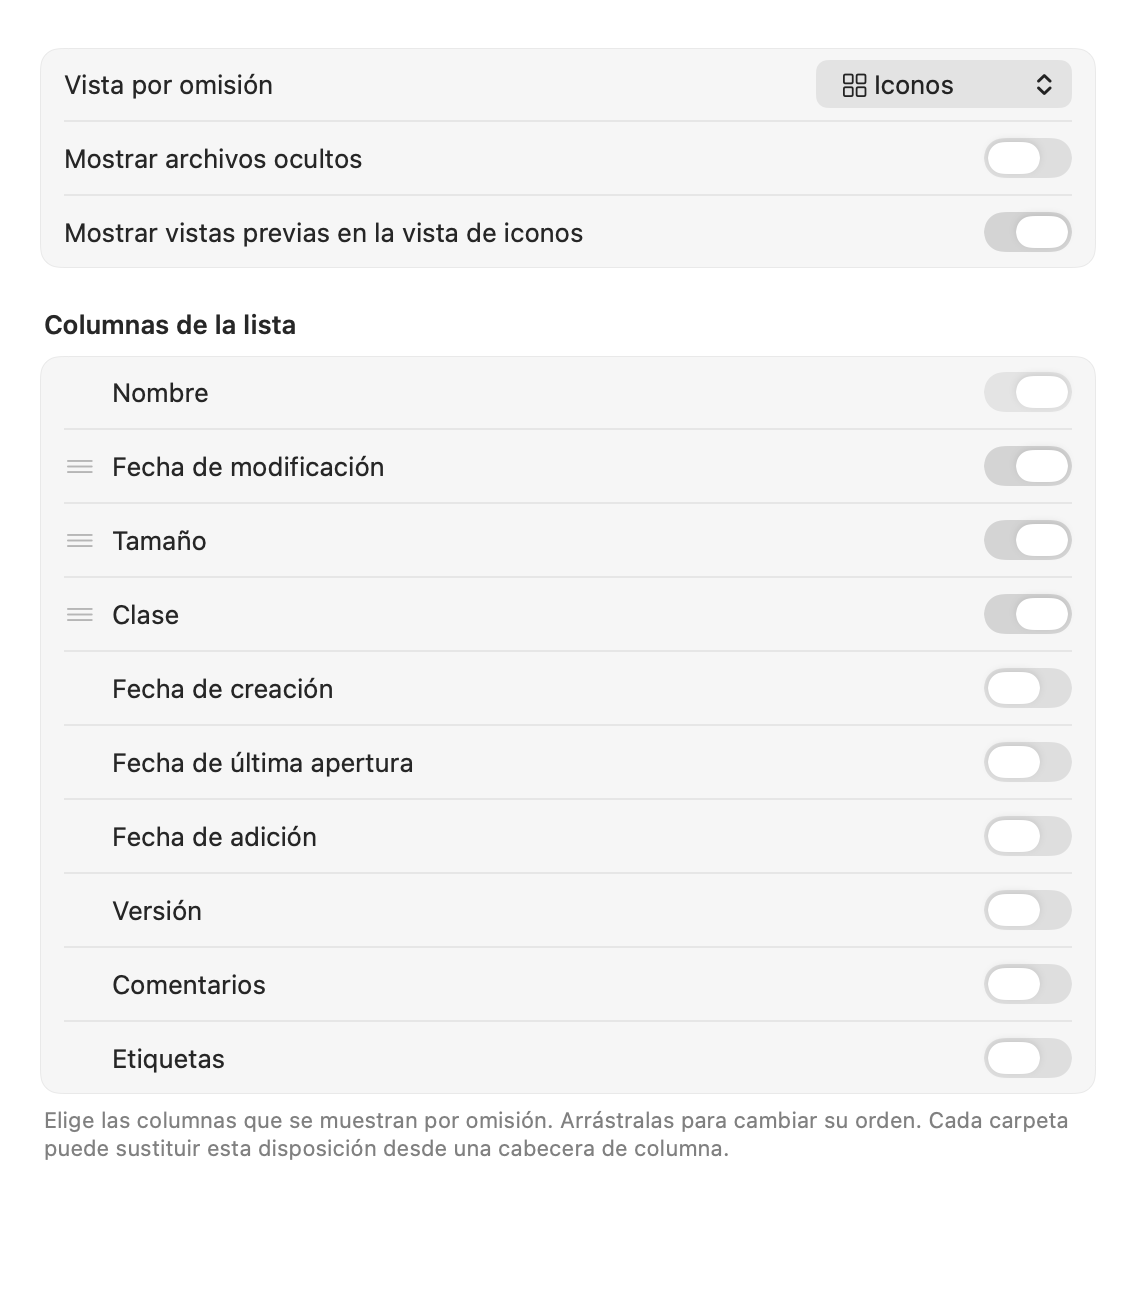 Vista por omisión
Iconos
Mostrar archivos ocultos
Mostrar vistas previas en la vista de iconos
Columnas de la lista
Nombre
Fecha de modificación
Tamaño
Clase
Fecha de creación
Fecha de última apertura
Fecha de adición
Versión
Comentarios
Etiquetas
Elige las columnas que se muestran por omisión. Arrástralas para cambiar su orden. Cada carpeta
puede sustituir esta disposición desde una cabecera de columna.